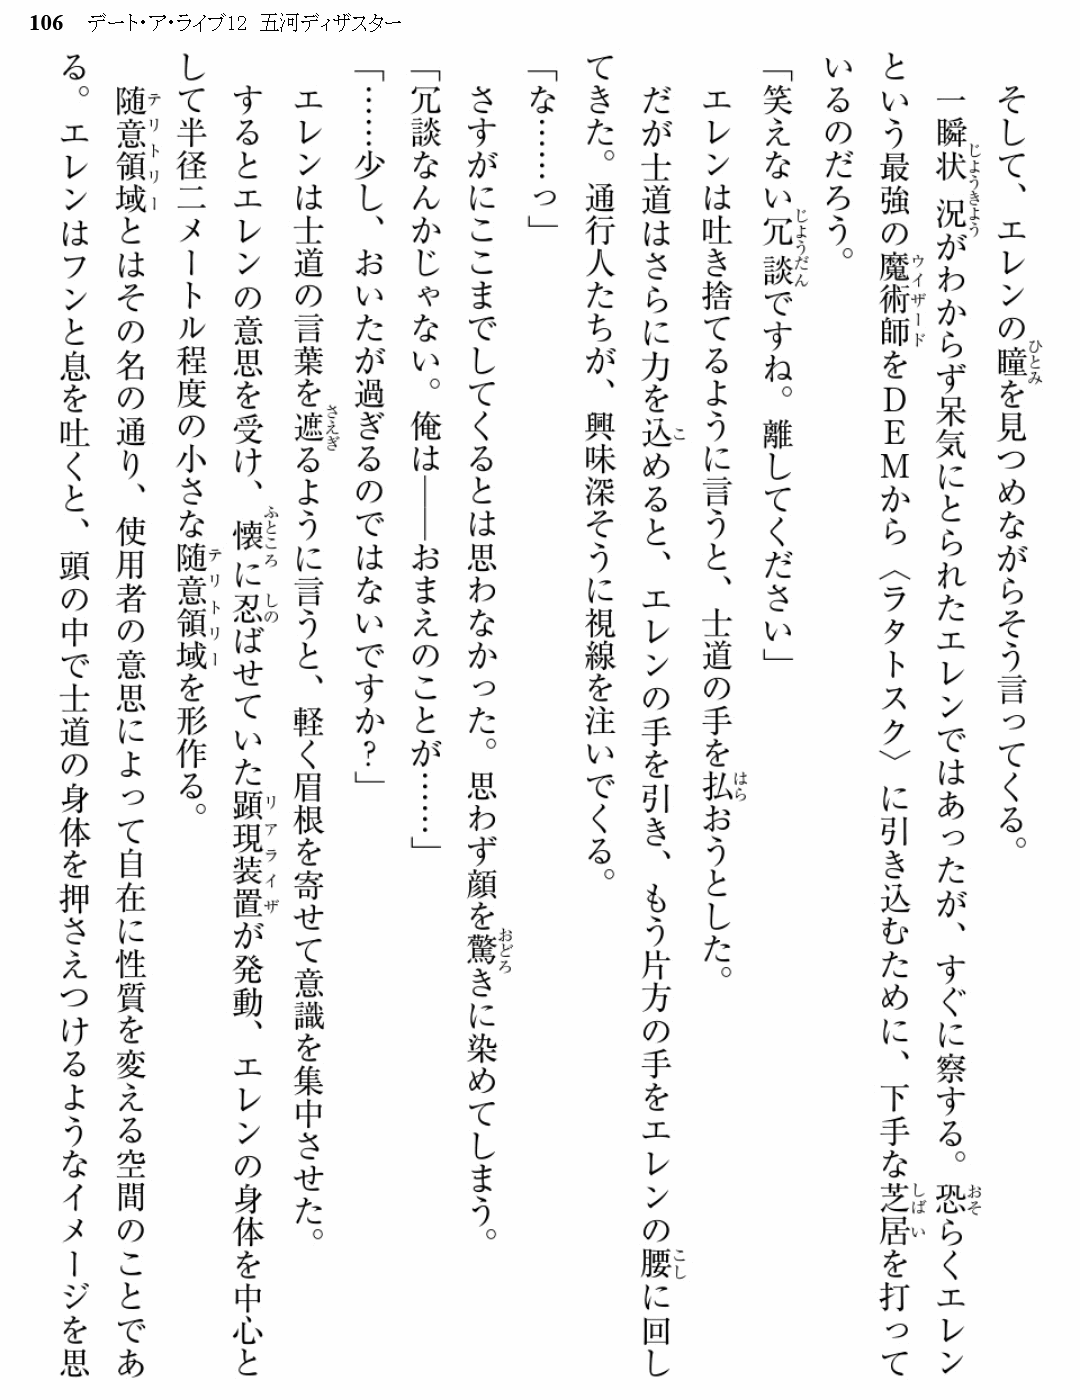 106 デート・ア・ライブ12 五河ディザスター
そして、エレンの瞳を見つめながらそう言ってくる。
一瞬状況がわからず呆気にとられたエレンではあったが、すぐに察する。恐らくエレン
という最強の魔術師をDEMから〈ラタトスク〉に引き込むために、下手な芝居を打って
いるのだろう。
「笑えない冗談ですね。離してください」
エレンは吐き捨てるように言うと、士道の手を払おうとした。
だが士道はさらに力を込めると、エレンの手を引き、もう片方の手をエレンの腰に回し
てきた。通行人たちが、興味深そうに視線を注いでくる。
「な……っ」
さすがにここまでしてくるとは思わなかった。思わず顔を驚きに染めてしまう。
「冗談なんかじゃない。俺は――おまえのことが……」
「……少し、おいたが過ぎるのではないですか?」
エレンは士道の言葉を遮るように言うと、軽く眉根を寄せて意識を集中させた。
するとエレンの意思を受け、懐に忍ばせていた顕現装置が発動、エレンの身体を中心と
して半径二メートル程度の小さな随意領域を形作る。
随意領域とはその名の通り、使用者の意思によって自在に性質を変える空間のことであ
る。エレンはフンと息を吐くと、頭の中で士道の身体を押さえつけるようなイメージを思